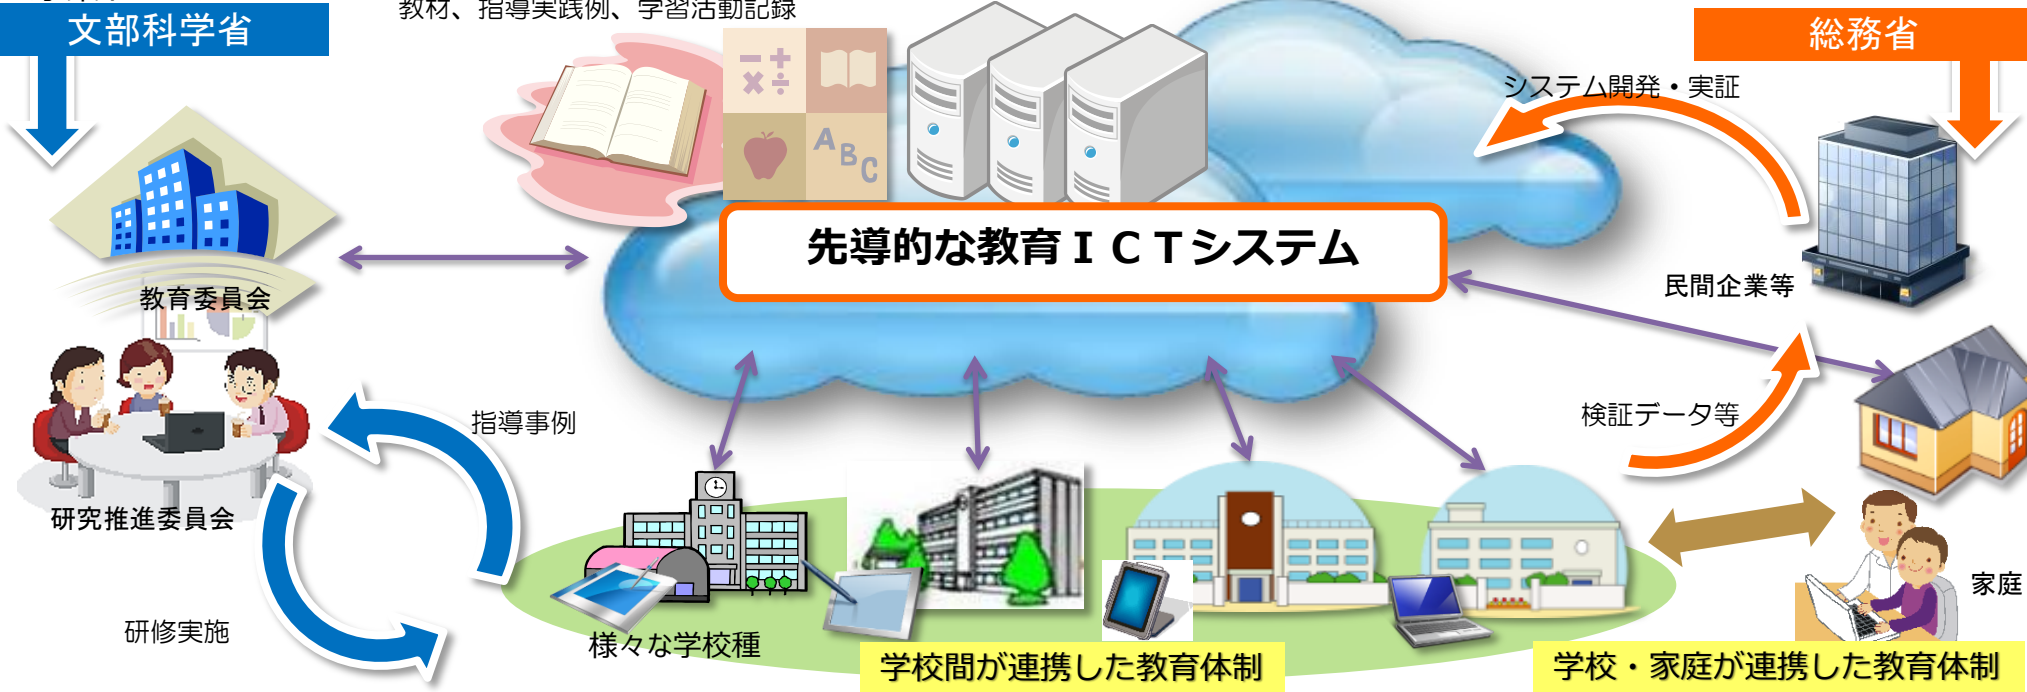 教材、指導実践例、学習活動記録
文部科学省
総務省
システム開発・実証
先導的な教育ＩＣＴシステム
教育委員会
民間企業等
指導事例
検証データ等
研究推進委員会
家庭
研修実施
様々な学校種
学校間が連携した教育体制
学校・家庭が連携した教育体制
A B C